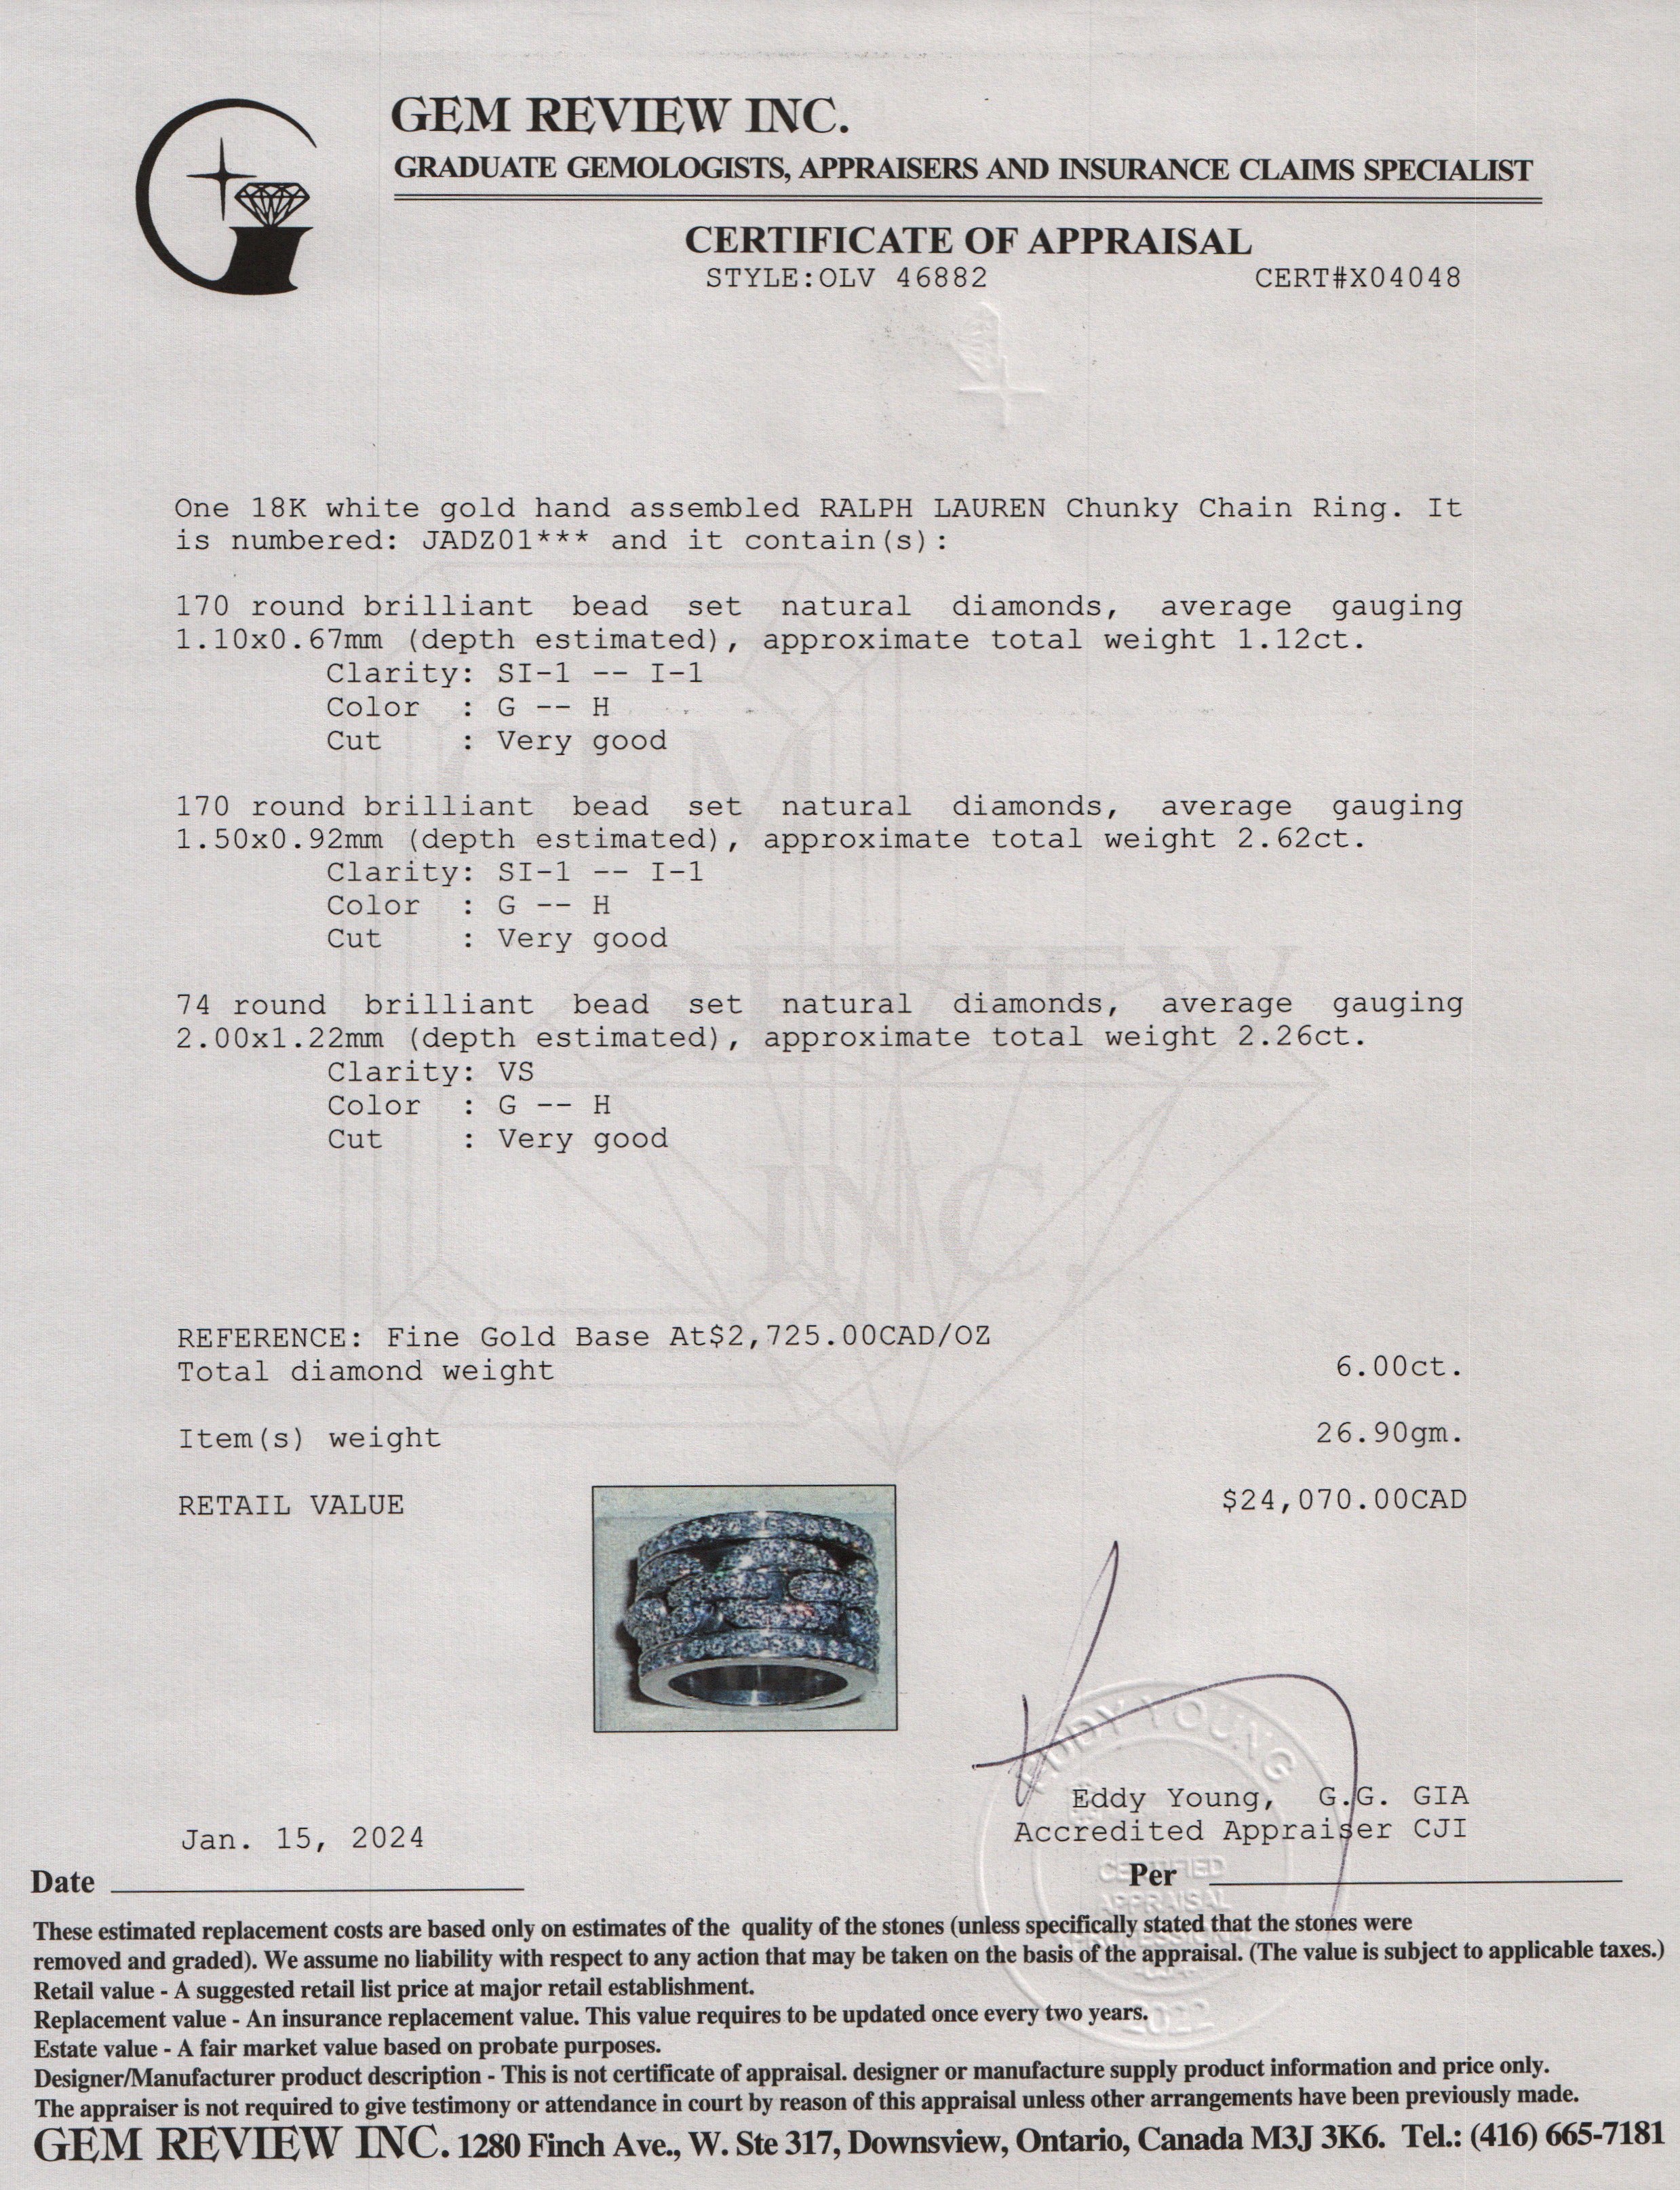 GEM REVIEW INC.
GRADUATE GEMOLOGISTS, APPRAISERS AND INSURANCE CLAIMS SPECIALIST
CERTIFICATE OF APPRAISAL
STYLE:OLV 46882 CERT#X04048
One 18K white gold hand assembled RALPH LAUREN Chunky Chain Ring. It
is numbered: JADZ01*** and it contain(s):
170 round brilliant bead set natural diamonds, average gauging
1.10x0.67mm (depth estimated), approximate total weight 1.12ct.
Clarity: SI-1 -- I-1
Color : G -- H
Cut : Very good
170 round brilliant bead set natural diamonds, average gauging
1.50x0.92mm (depth estimated), approximate total weight 2.62ct.
Clarity: SI-1 -- I-1
Color : G -- H
Cut : Very good
74 round brilliant bead set natural diamonds, average gauging
2.00x1.22mm (depth estimated), approximate total weight 2.26ct.
Clarity: VS
Color : G -- H
Cut : Very good
GEM
REVIEW
INC.
REFERENCE: Fine Gold Base At$2,725.00CAD/OZ
Total diamond weight 6.00ct.
Item(s) weight 26.90gm.
RETAIL VALUE $24,070.00CAD
EDDY YOUNG
Eddy Young, G.G. GIA
Accredited Appraiser CJI
CERTIFIED
APPRAISAL
2022
Jan. 15, 2024
Date Per
These estimated replacement costs are based only on estimates of the quality of the stones (unless specifically stated that the stones were
removed and graded). We assume no liability with respect to any action that may be taken on the basis of the appraisal. (The value is subject to applicable taxes.)
Retail value - A suggested retail list price at major retail establishment.
Replacement value - An insurance replacement value. This value requires to be updated once every two years.
Estate value - A fair market value based on probate purposes.
Designer/Manufacturer product description - This is not certificate of appraisal. designer or manufacture supply product information and price only.
The appraiser is not required to give testimony or attendance in court by reason of this appraisal unless other arrangements have been previously made.
GEM REVIEW INC. 1280 Finch Ave., W. Ste 317, Downsview, Ontario, Canada M3J 3K6. Tel.: (416) 665-7181